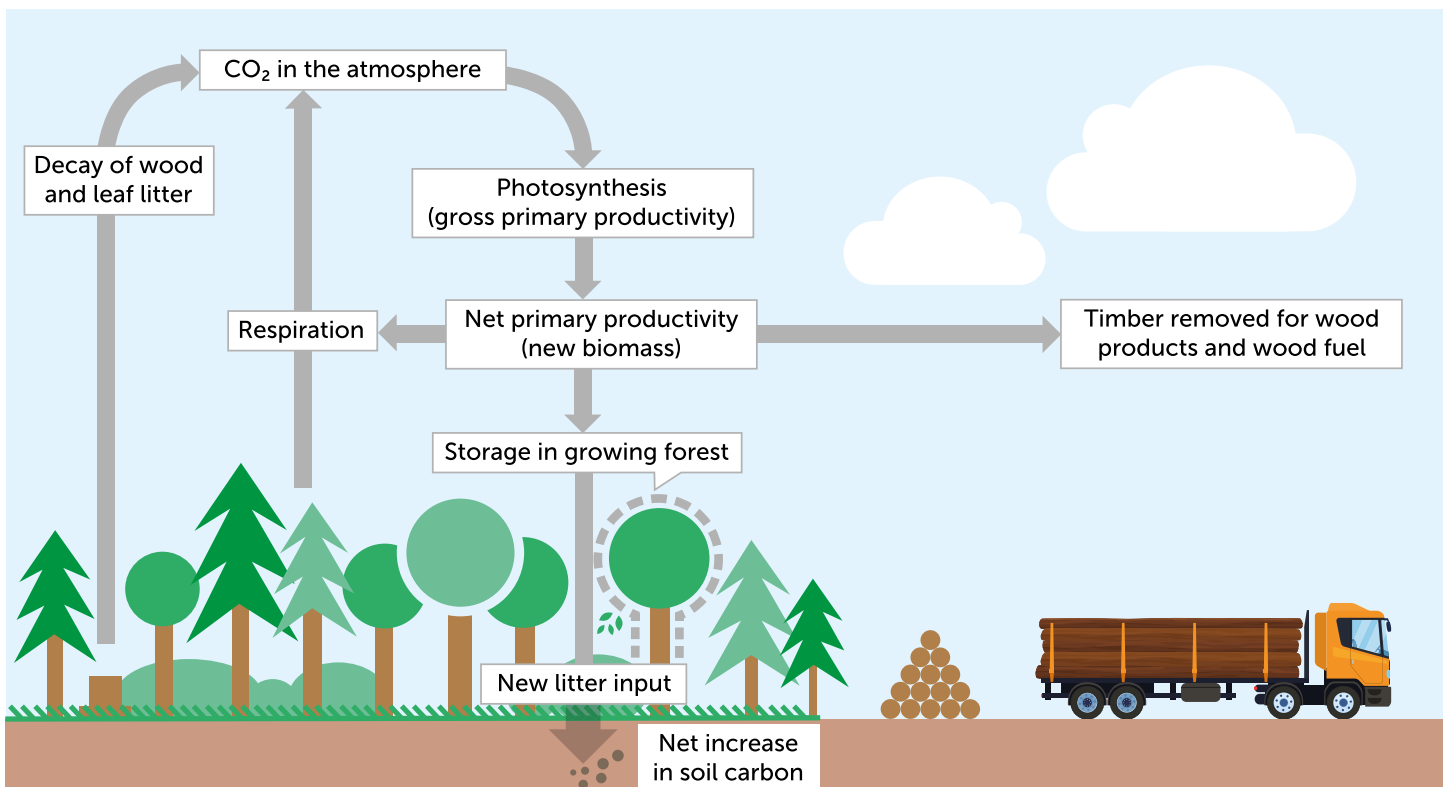 CO₂ in the atmosphere
Decay of wood
and leaf litter
Photosynthesis
(gross primary productivity)
Respiration
Net primary productivity
(new biomass)
Timber removed for wood
products and wood fuel
Storage in growing forest
New litter input
Net increase
in soil carbon